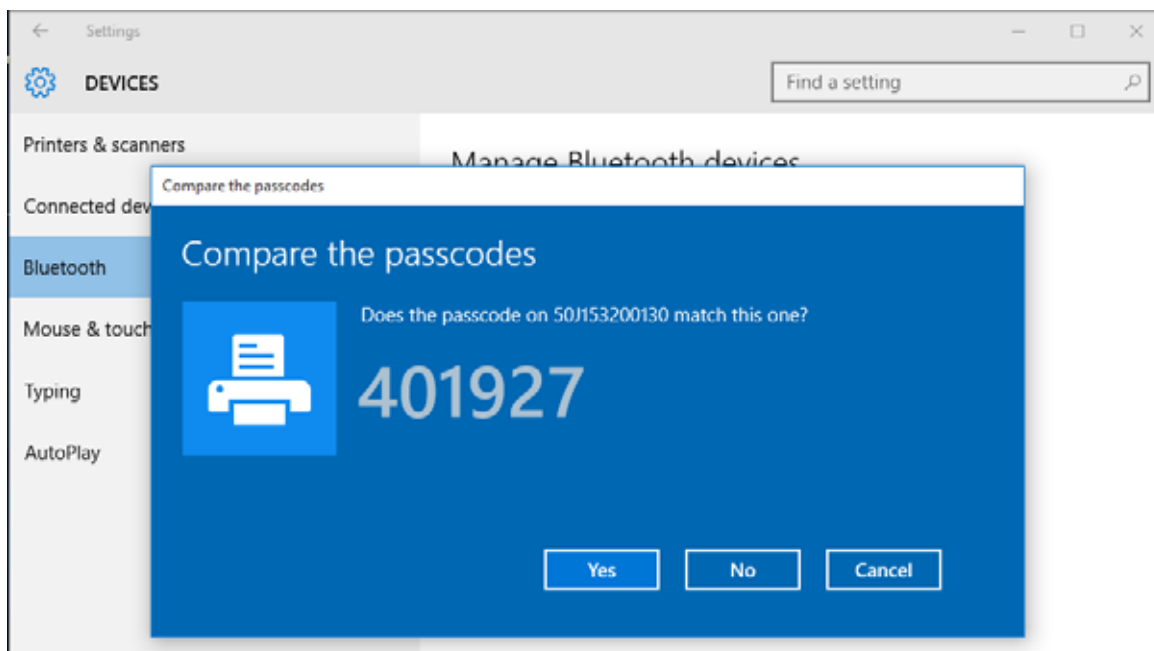 Settings
DEVICES
Find a setting
Printers & scanners
Manage Bluetooth devices
Connected dev
Bluetooth
Mouse & touch
Typing
AutoPlay
Compare the passcodes
Compare the passcodes
Does the passcode on 50J153200130 match this one?
401927
Yes No Cancel